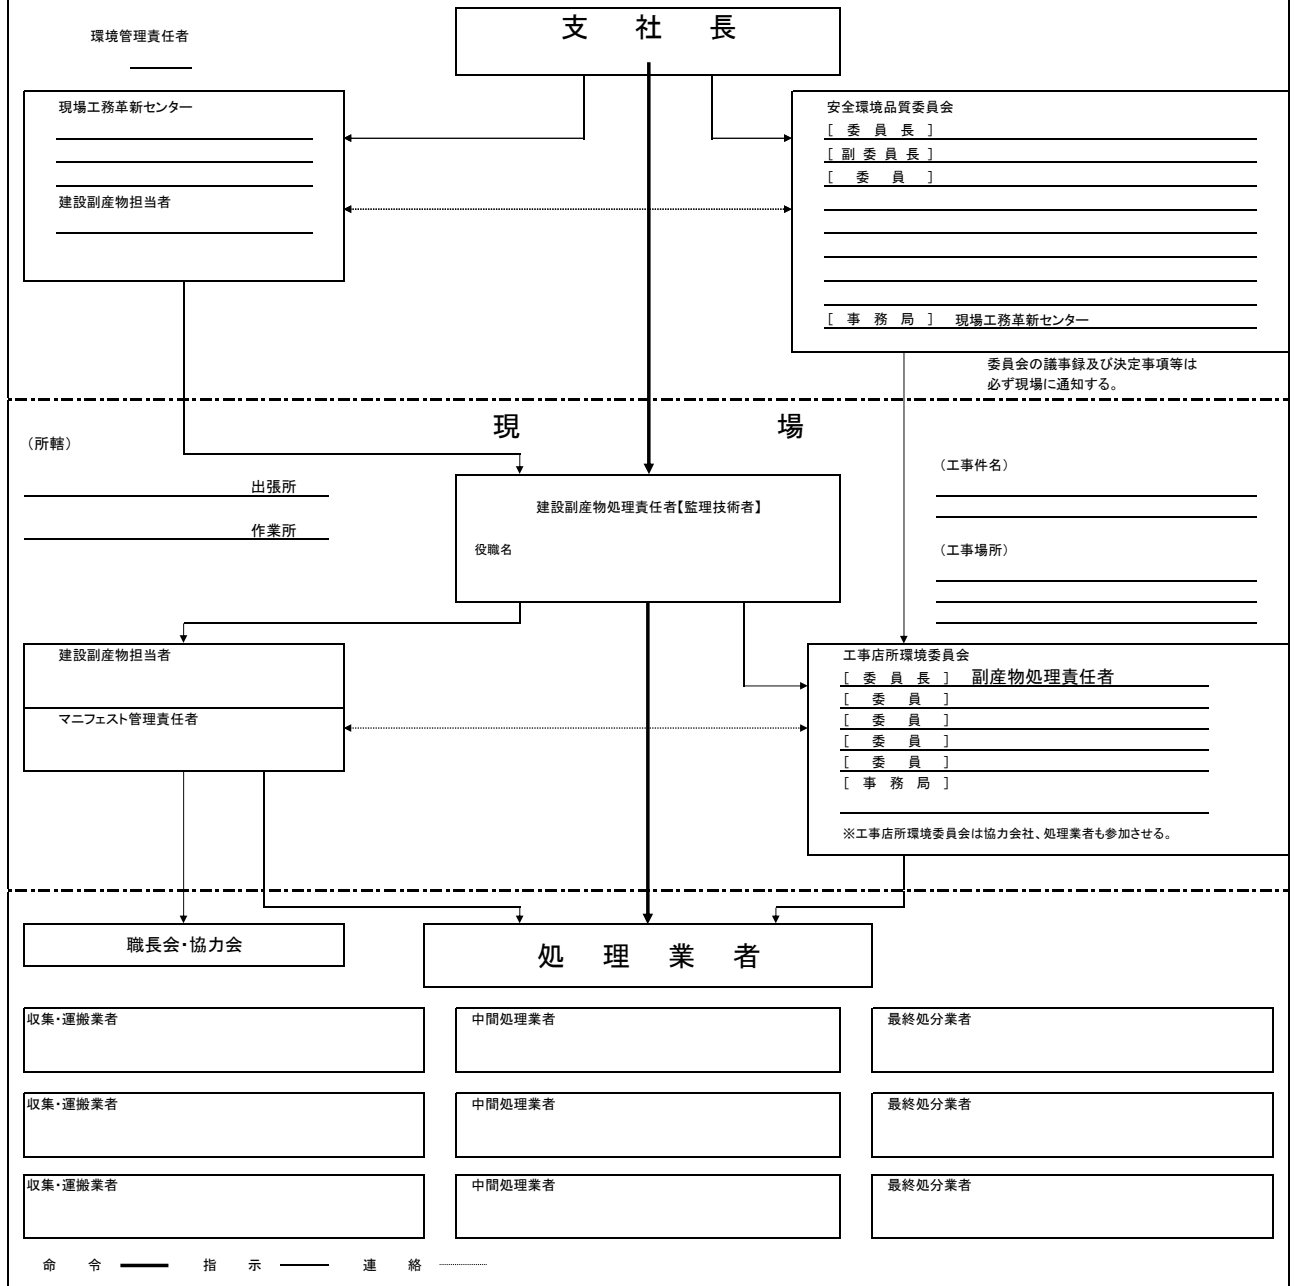 支　社　長
環境管理責任者
現場工務革新センター
建設副産物担当者
安全環境品質委員会
[　委　員　長　]
[ 副 委 員 長 ]
[　　委　　員　　]
[　事　務　局　]　現場工務革新センター
委員会の議事録及び決定事項等は
必ず現場に通知する。
現　場
（所轄）
出張所
作業所
（工事件名）
（工事場所）
建設副産物処理責任者【監理技術者】
役職名
建設副産物担当者
マニフェスト管理責任者
工事店所環境委員会
[　委　員　長　]　副産物処理責任者
[　　委　　員　　]
[　　委　　員　　]
[　　委　　員　　]
[　　委　　員　　]
[　事　務　局　]
※工事店所環境委員会は協力会社、処理業者も参加させる。
職長会・協力会
処　理　業　者
収集・運搬業者　中間処理業者　最終処分業者
収集・運搬業者　中間処理業者　最終処分業者
収集・運搬業者　中間処理業者　最終処分業者
命　令　指　示　連　絡